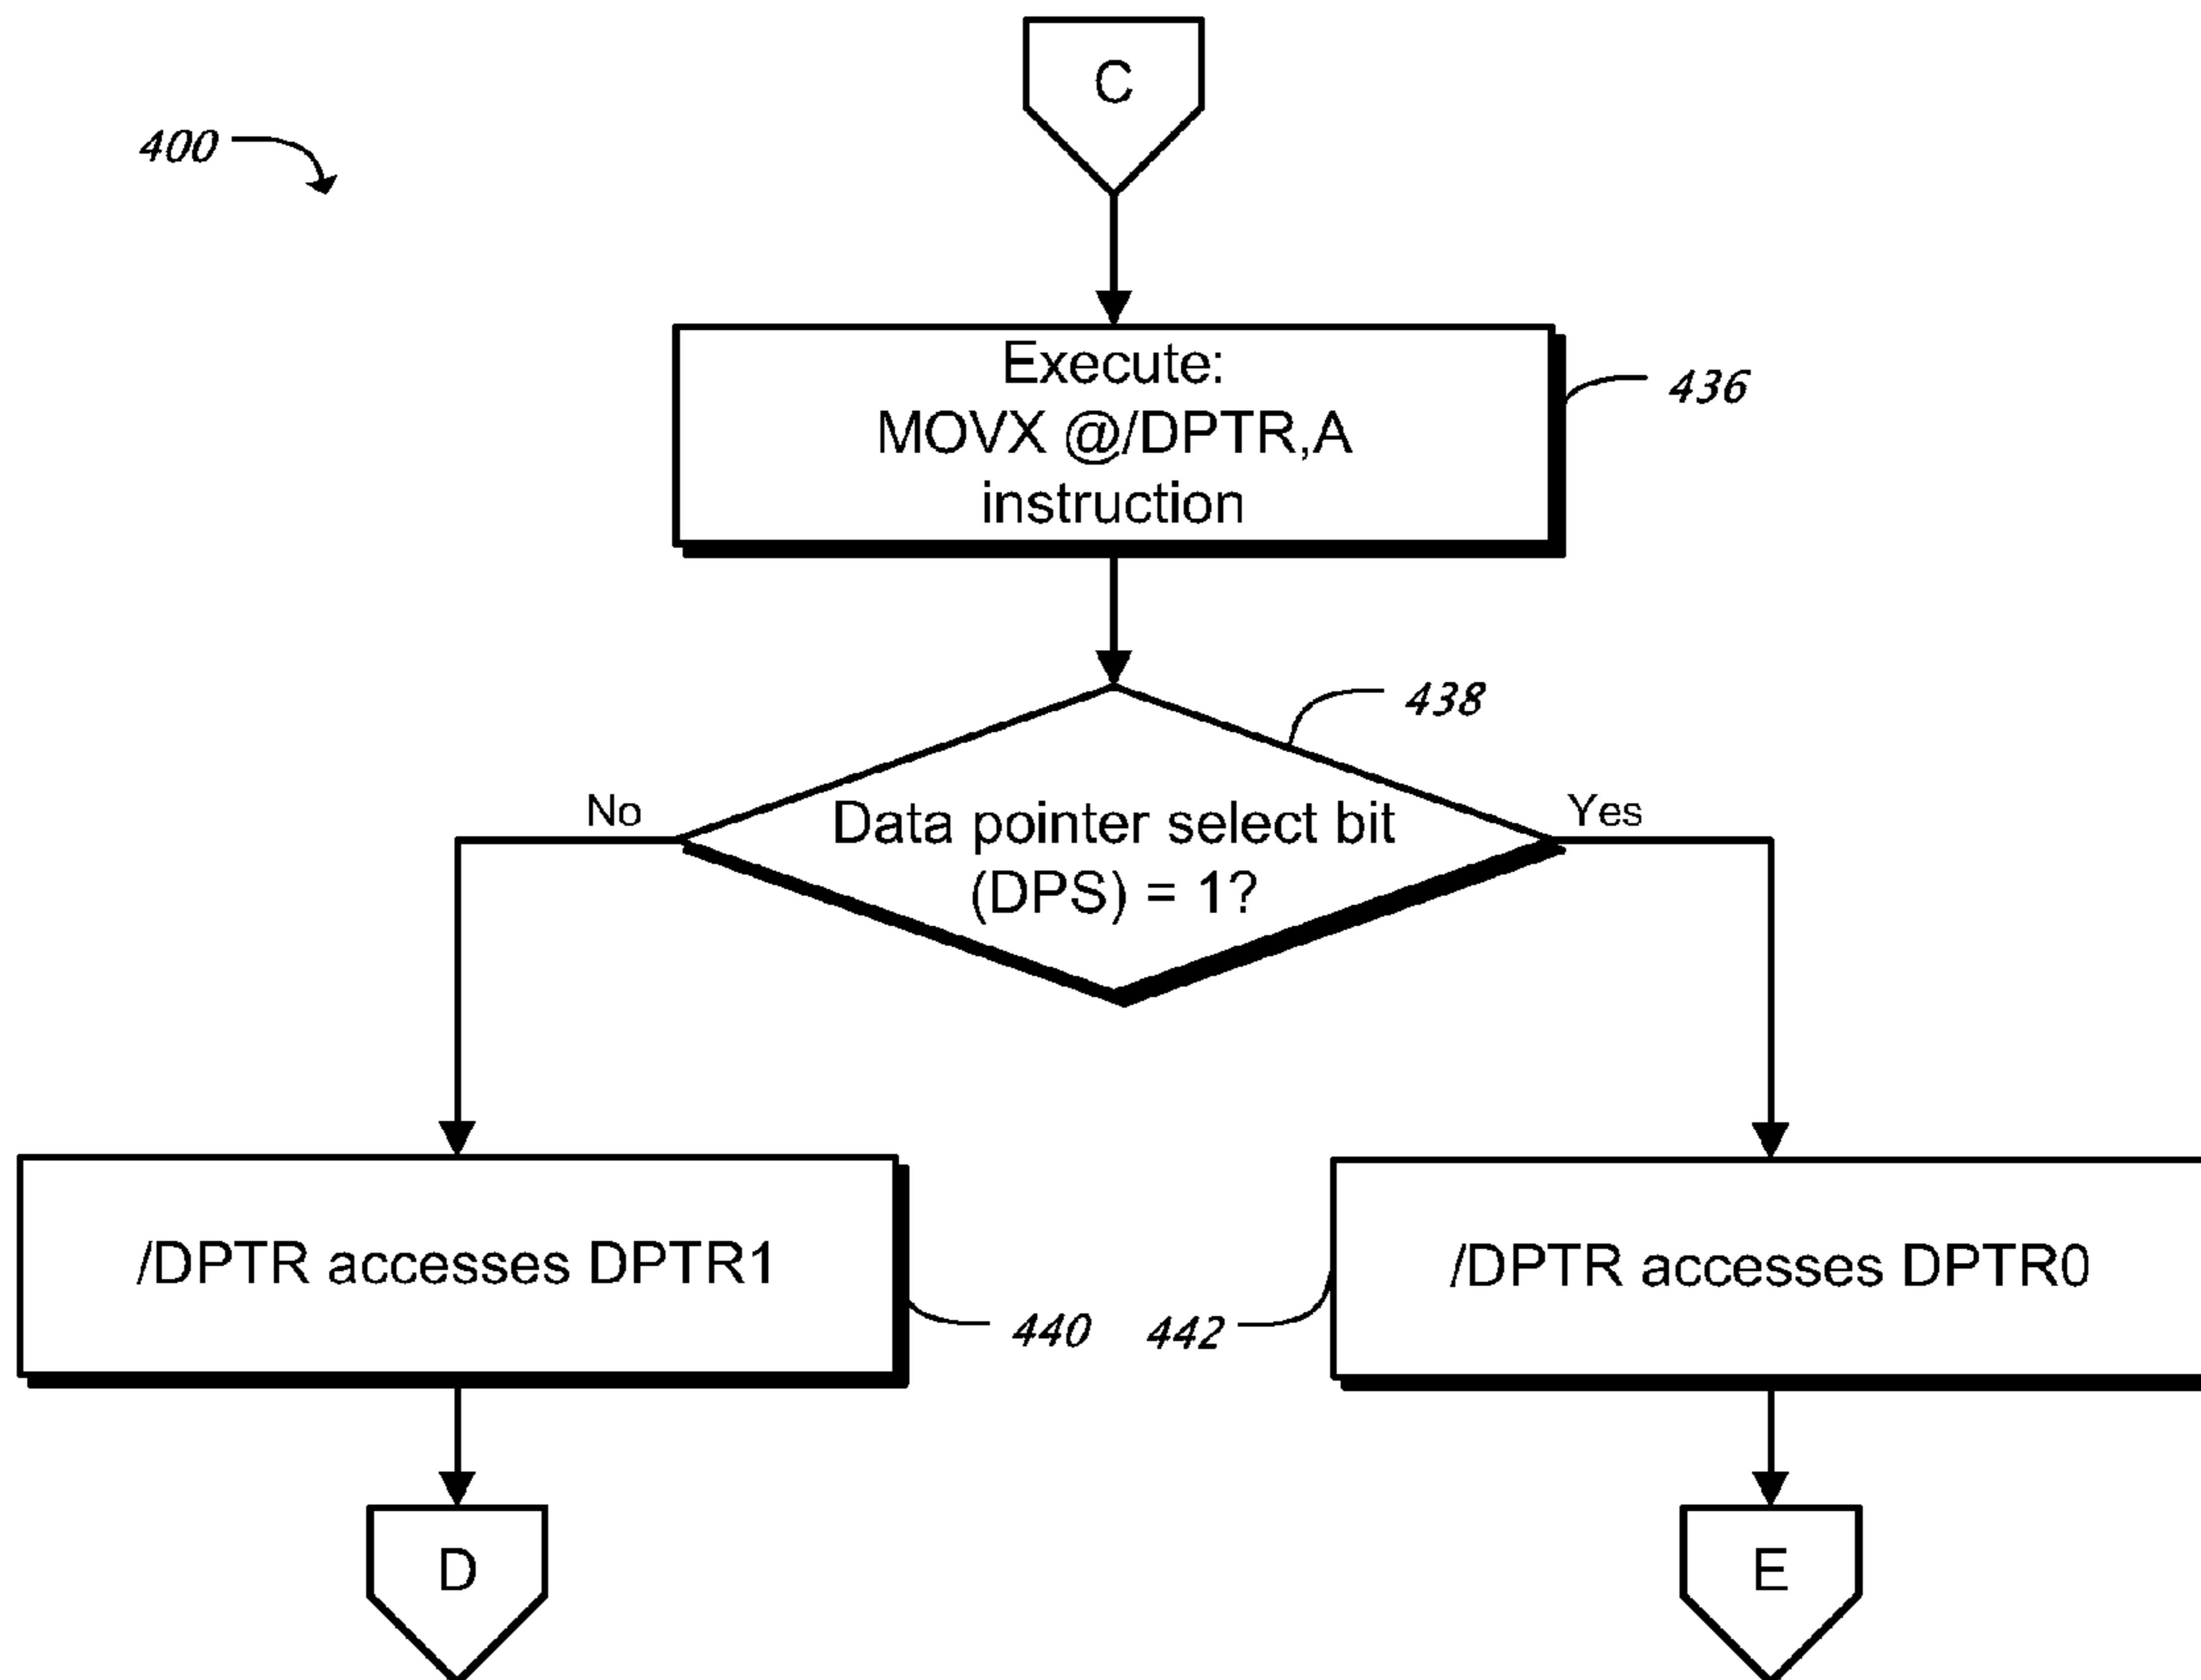 C
400
Execute:
MOVX @/DPTR,A
instruction
436
438
No
Yes
Data pointer select bit
(DPS) = 1?
/DPTR accesses DPTR1
/DPTR accesses DPTR0
440
442
D
E